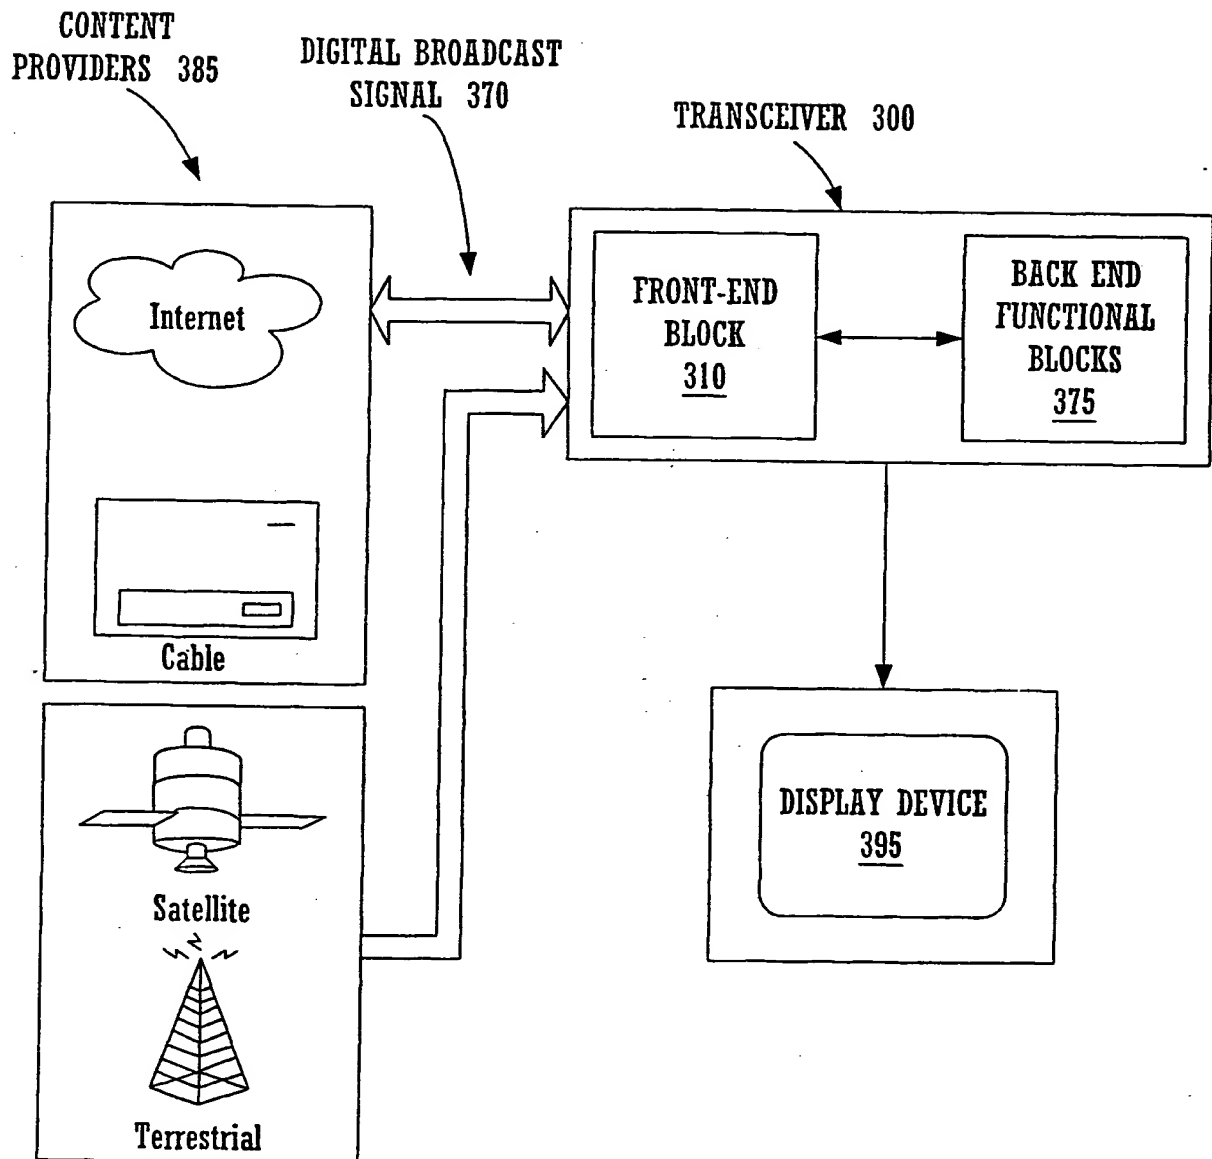 CONTENT
PROVIDERS 385
DIGITAL BROADCAST
SIGNAL 370
TRANSCEIVER 300
Internet
Cable
FRONT-END
BLOCK
310
BACK END
FUNCTIONAL
BLOCKS
375
Satellite
Terrestrial
DISPLAY DEVICE
395